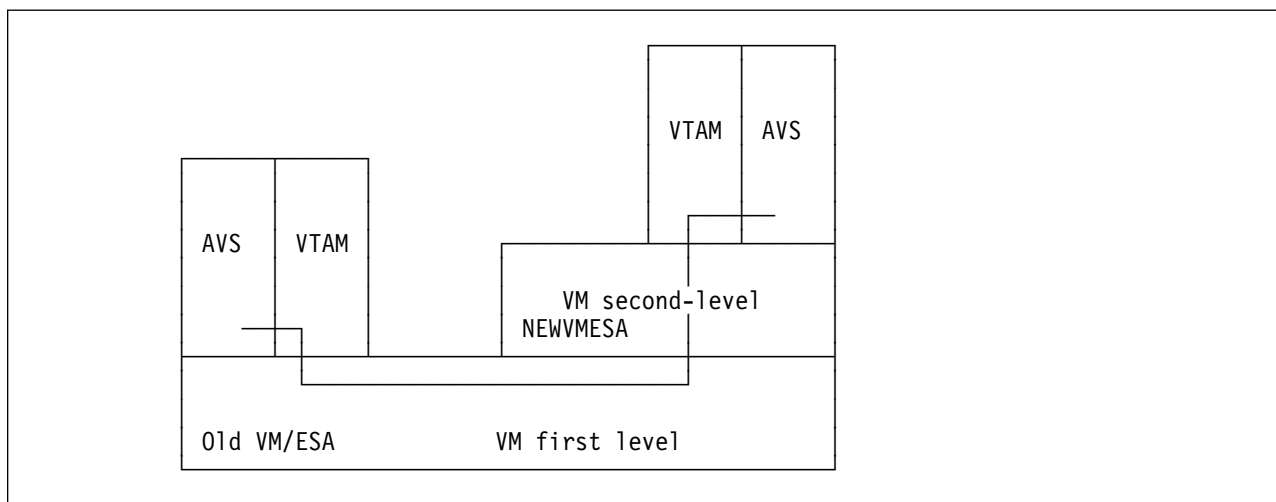 VTAM AVS
AVS VTAM
VM second-level
NEWVMESA
Old VM/ESA VM first level